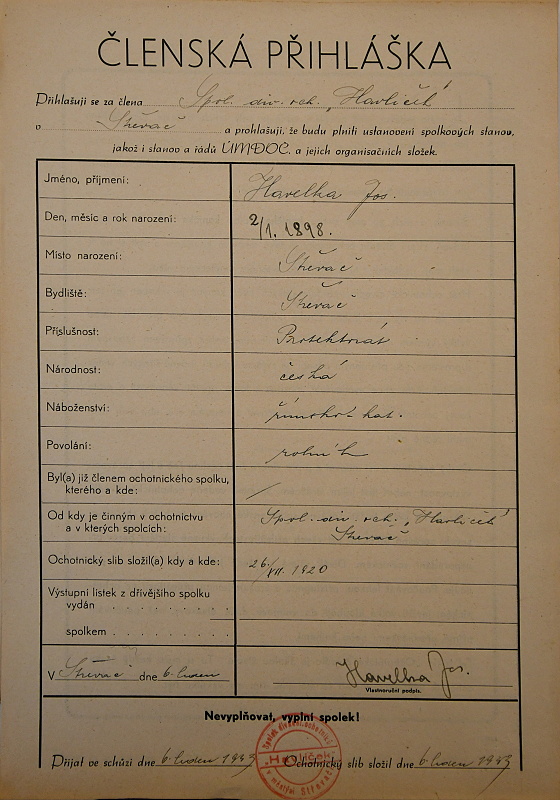 ČLENSKÁ PŘIHLÁŠKA
Přihlašuji se za člena Spol. div. och. „Havlíček“
v Střevač a prohlašuji, že budu plniti ustanovení spolkových stanov,
jakož i stanov a řádů ÚMDOC. a jejich organisačních složek.
Jméno, příjmení: Havelka Jos.
Den, měsíc a rok narození: 2/1. 1898.
Místo narození: Střevač
Bydliště: Střevač
Příslušnost: Protektorát
Národnost: česká
Náboženství: římskokat.
Povolání: rolník
Byl(a) již členem ochotnického spolku,
kterého a kde: /
Od kdy je činným v ochotnictvu Spol. div. och. „Havlíček“
a v kterých spolcích: Střevač
Ochotnický slib složil(a) kdy a kde: 26/VII. 1920
Výstupní lístek z dřívějšího spolku
vydán . . . . . . . . . .
spolkem . . . . . . . . . .
V Střevač dne 6. leden Havelka Jos.
Vlastnoruční podpis.
Nevyplňovat, vyplní spolek!
Přijat ve schůzi dne 6. leden 1943 Ochotnický slib složil dne 6. leden 1943
Havlíček